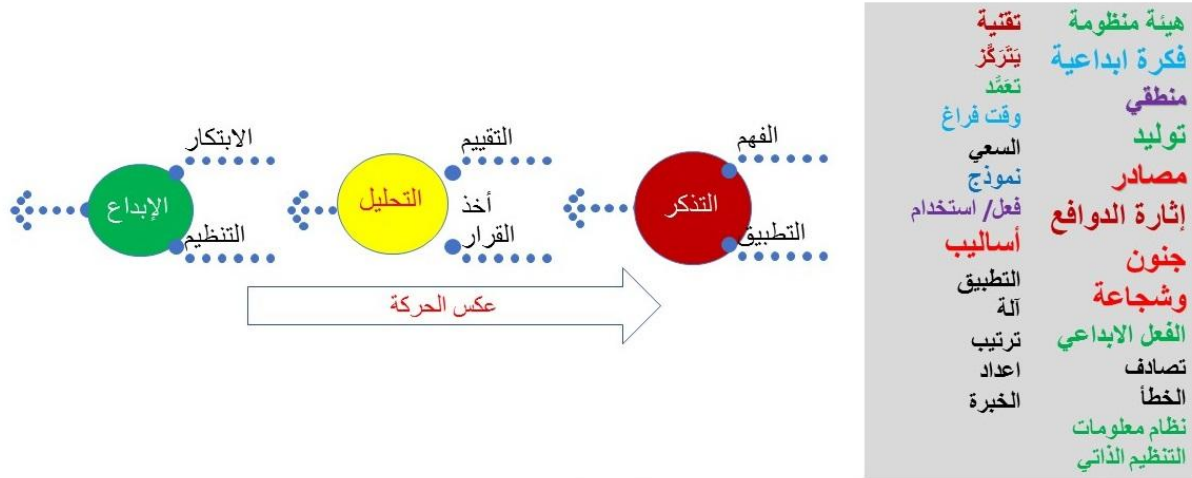 هيئة منظومة
فكرة ابداعية
منطقي
توليد
مصادر
إثارة الدوافع
جنون
وشجاعة
الفعل الابداعي
تصادف
الخطأ
نظام معلومات
التنظيم الذاتي
تقنية
يَتَرَكَّز
تعَمَّد
وقت فراغ
السعي
نموذج
فعل/ استخدام
أساليب
التطبيق
آلة
ترتيب
اعداد
الخبرة
الفهم
التذكر
التطبيق
التقييم
التحليل
أخذ
القرار
الابتكار
الإبداع
التنظيم
عكس الحركة